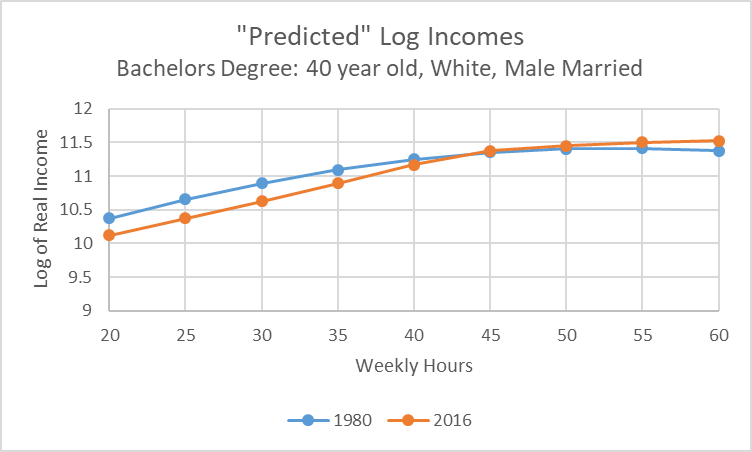 "Predicted" Log Incomes
Bachelors Degree: 40 year old, White, Male Married
Log of Real Income
12
11.5
11
10.5
10
9.5
9
20 25 30 35 40 45 50 55 60
Weekly Hours
1980 2016